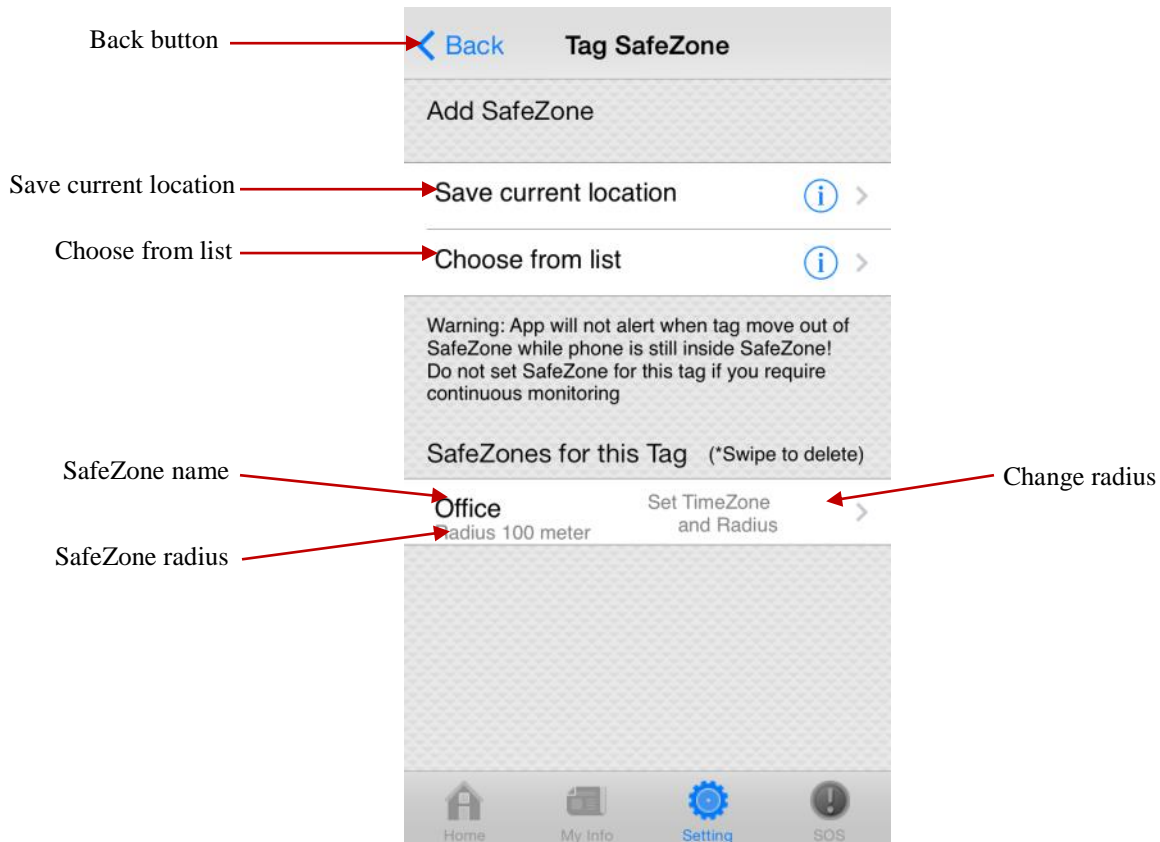 Back button
Back Tag SafeZone
Add SafeZone
Save current location
Save current location
Choose from list
Choose from list
Warning: App will not alert when tag move out of
SafeZone while phone is still inside SafeZone!
Do not set SafeZone for this tag if you require
continuous monitoring
SafeZones for this Tag (*Swipe to delete)
SafeZone name
Office
Radius 100 meter
Set TimeZone
and Radius
Change radius
SafeZone radius
Home My Info Setting SOS